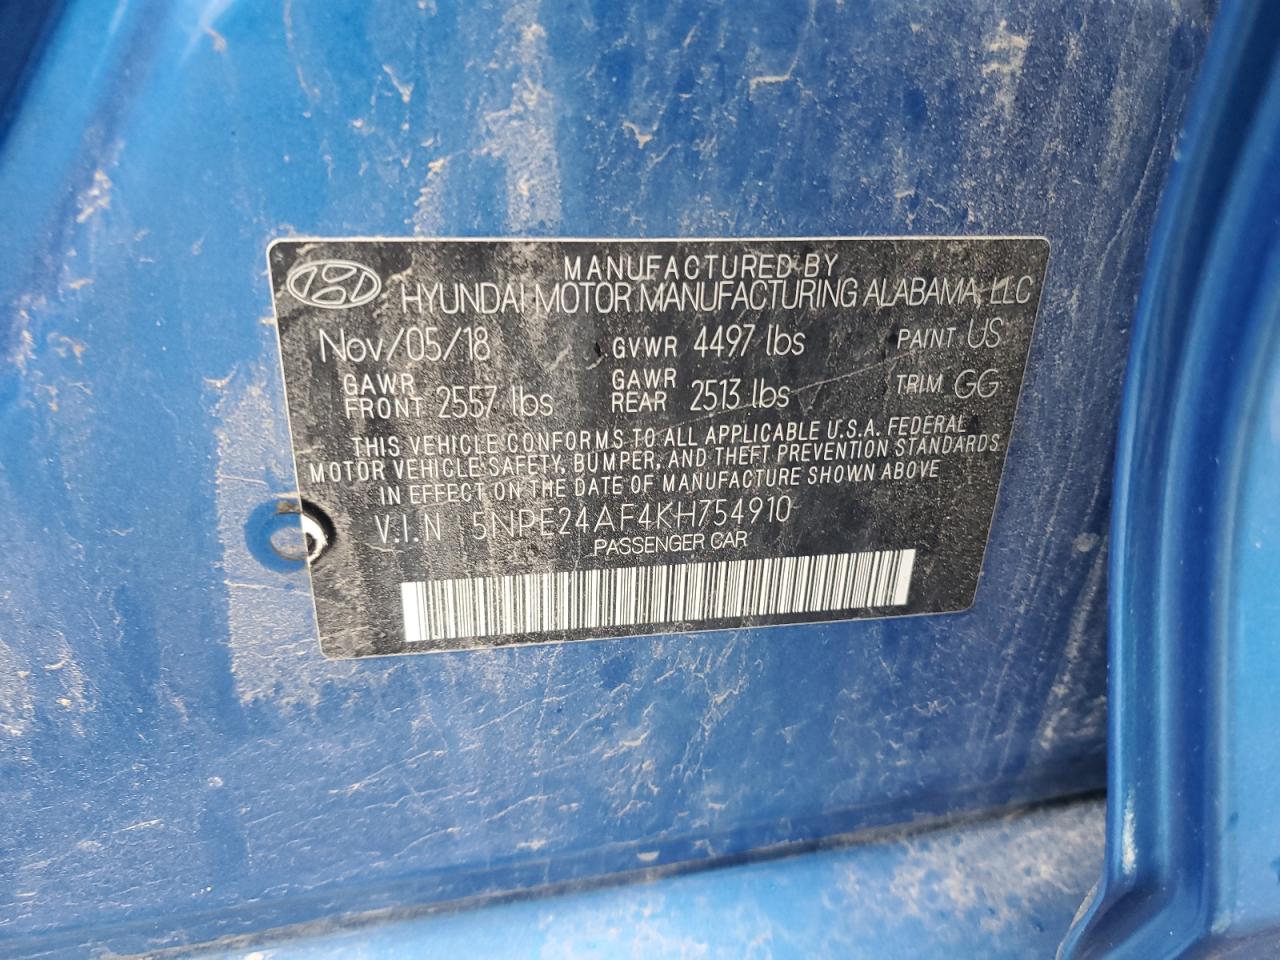 MANUFACTURED BY
HYUNDAI MOTOR MANUFACTURING ALABAMA, LLC
Nov/05/18 GVWR 4497 lbs PAINT US
GAWR FRONT 2557 lbs GAWR REAR 2513 lbs TRIM GG
THIS VEHICLE CONFORMS TO ALL APPLICABLE U.S.A. FEDERAL
MOTOR VEHICLE SAFETY, BUMPER, AND THEFT PREVENTION STANDARDS
IN EFFECT ON THE DATE OF MANUFACTURE SHOWN ABOVE
V.I.N 5NPE24AF4KH754910
PASSENGER CAR